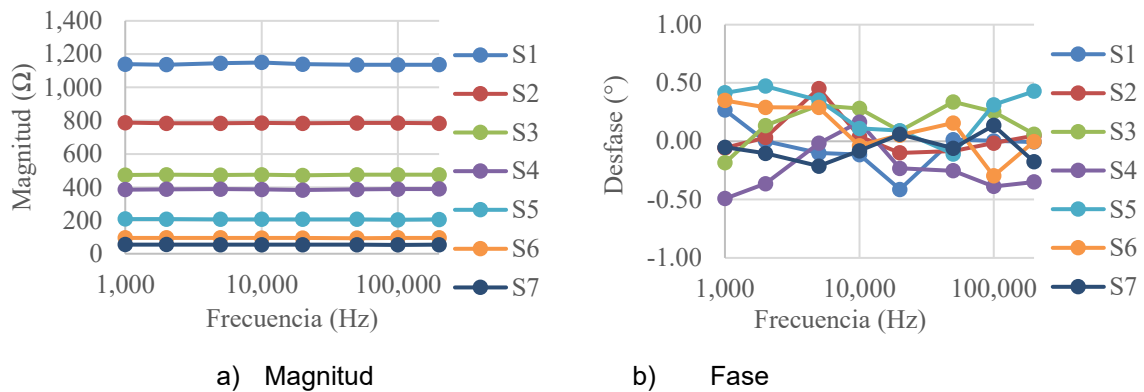 1,400
1,200
1,000
800
600
400
200
0
Magnitud (Ω)
1,000 10,000 100,000
Frecuencia (Hz)
S1
S2
S3
S4
S5
S6
S7
a) Magnitud
1.00
0.50
0.00
-0.50
-1.00
Desfase (°)
1,000 10,000 100,000
Frecuencia (Hz)
S1
S2
S3
S4
S5
S6
S7
b) Fase